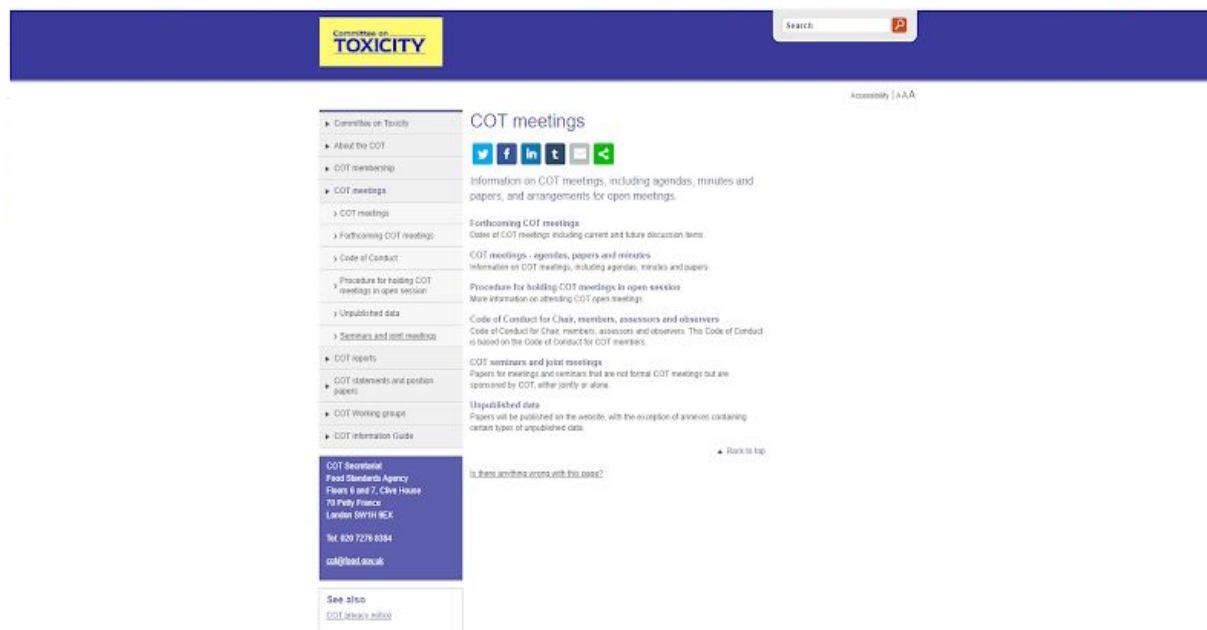 Committee on
TOXICITY
Search
Accessibility | A A A
Committee on Toxicity
About the COT
COT membership
COT meetings
COT meetings
Forthcoming COT meetings
Code of Conduct
Procedure for holding COT
meetings in open session
Unpublished data
Seminars and joint meetings
COT reports
COT statements and position
papers
COT Working groups
COT Information Guide
COT Secretariat
Food Standards Agency
Floors 6 and 7, Clive House
70 Petty France
London SW1H 9EX
Tel: 020 7276 8384
cot@food.gov.uk
See also
COT privacy notice
COT meetings
Information on COT meetings, including agendas, minutes and
papers, and arrangements for open meetings.
Forthcoming COT meetings
Dates of COT meetings including current and future discussion items.
COT meetings - agendas, papers and minutes
Information on COT meetings, including agendas, minutes and papers
Procedure for holding COT meetings in open session
More information on attending COT open meetings.
Code of Conduct for Chair, members, assessors and observers
Code of Conduct for Chair, members, assessors and observers. This Code of Conduct
is based on the Code of Conduct for COT members.
COT seminars and joint meetings
Papers for meetings and seminars that are not formal COT meetings but are
sponsored by COT, either jointly or alone.
Unpublished data
Papers will be published on the website, with the exception of annexes containing
certain types of unpublished data.
Back to top
Is there anything wrong with this page?